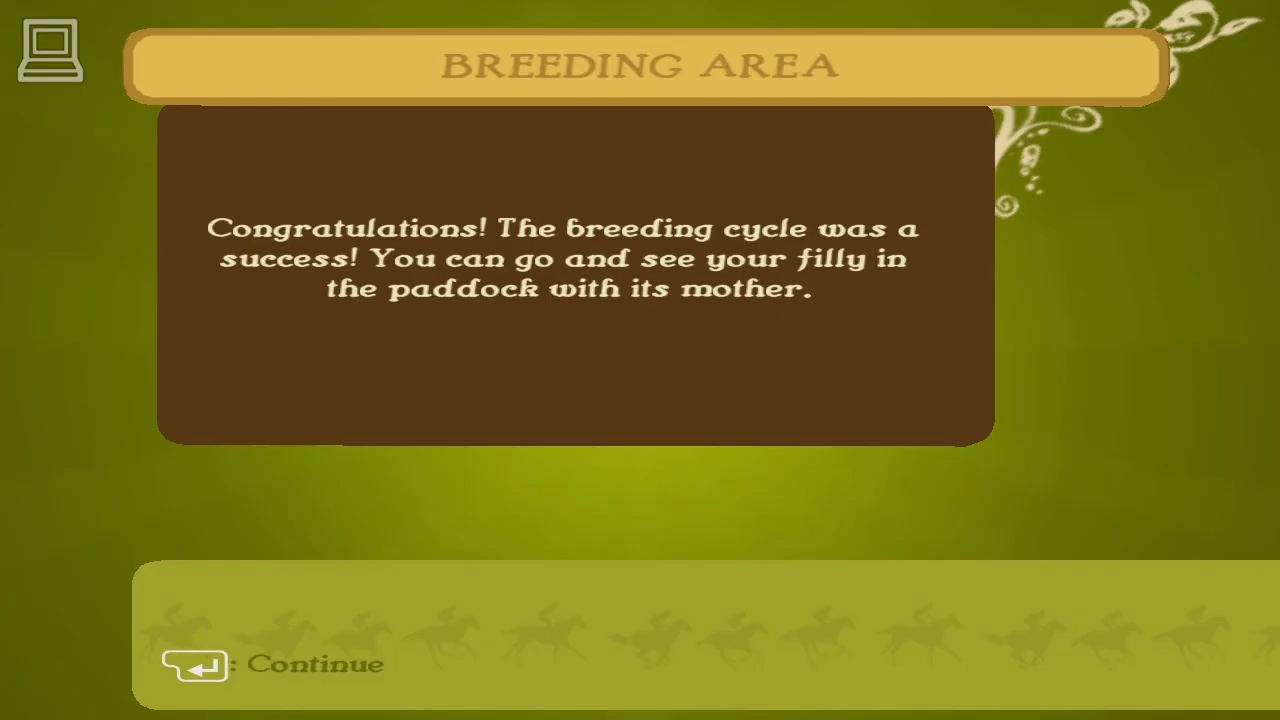 BREEDING AREA
Congratulations! The breeding cycle was a
success! You can go and see your filly in
the paddock with its mother.
: Continue